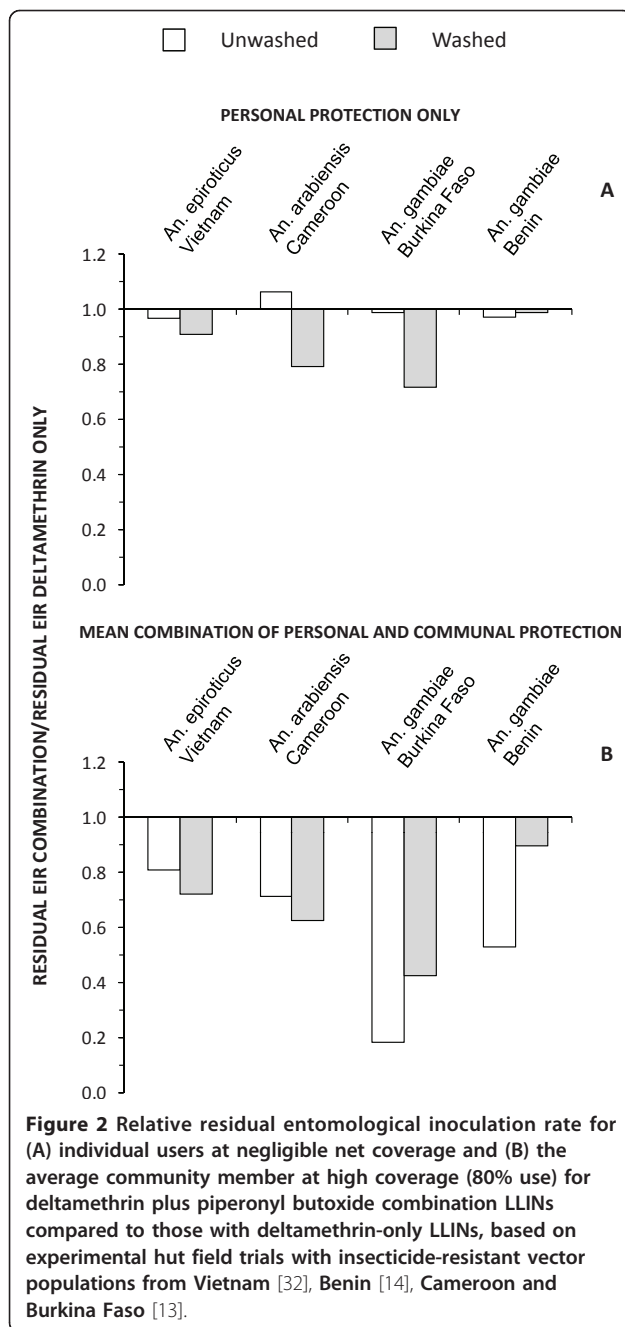 Unwashed Washed
PERSONAL PROTECTION ONLY
A
An. epiroticus
Vietnam
An. arabiensis
Cameroon
An. gambiae
Burkina Faso
An. gambiae
Benin
1.2
1.0
0.8
0.6
0.4
0.2
0.0
RESIDUAL EIR COMBINATION/RESIDUAL EIR DELTAMETHRIN ONLY
MEAN COMBINATION OF PERSONAL AND COMMUNAL PROTECTION
B
An. epiroticus
Vietnam
An. arabiensis
Cameroon
An. gambiae
Burkina Faso
An. gambiae
Benin
1.2
1.0
0.8
0.6
0.4
0.2
0.0
Figure 2 Relative residual entomological inoculation rate for
(A) individual users at negligible net coverage and (B) the
average community member at high coverage (80% use) for
deltamethrin plus piperonyl butoxide combination LLINs
compared to those with deltamethrin-only LLINs, based on
experimental hut field trials with insecticide-resistant vector
populations from Vietnam [32], Benin [14], Cameroon and
Burkina Faso [13].